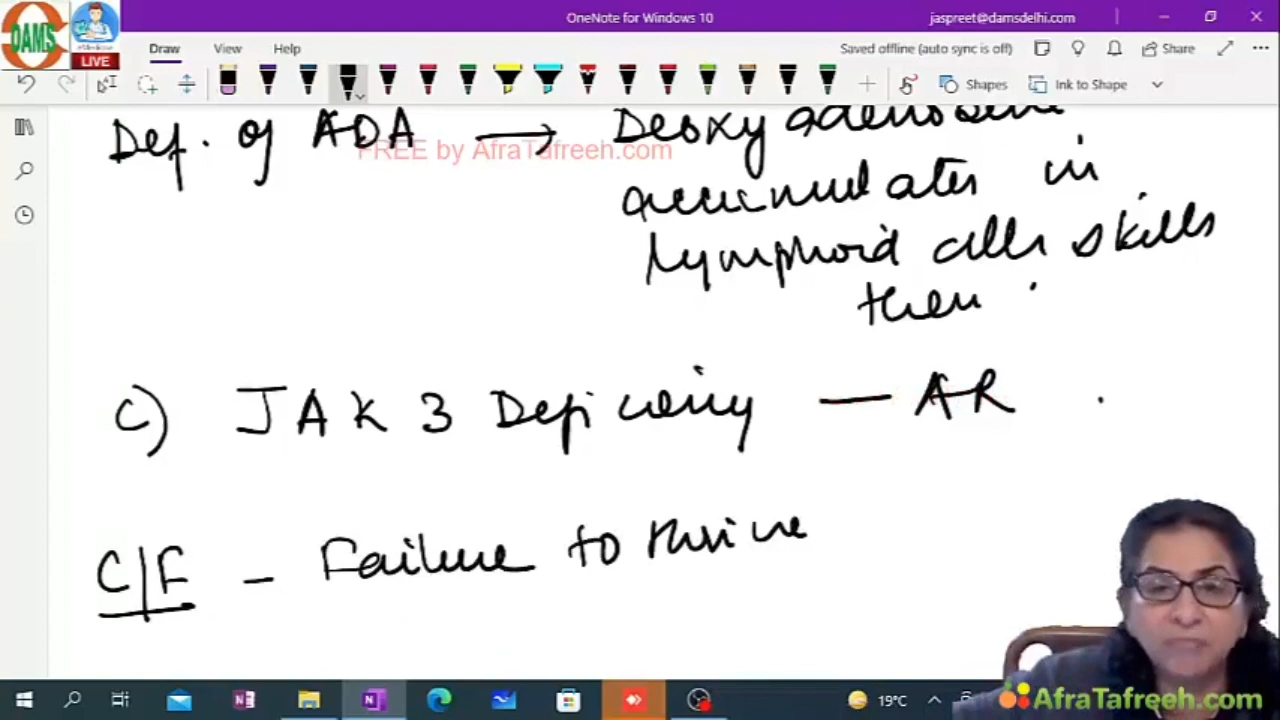 OneNote for Windows 10
jaspreet@damsdelhi.com
DAMS
eMedicoz
LIVE
Draw View Help
Saved offline (auto sync is off)
Share
Shapes
Ink to Shape
Def. of ADA → Deoxy adenosine
FREE by AfraTafreeh.com
accumulates in
lymphoid cells & kills
them.
C) JAK 3 Deficiency — AR
C/F - Failure to thrive
19°C
AfraTafreeh.com